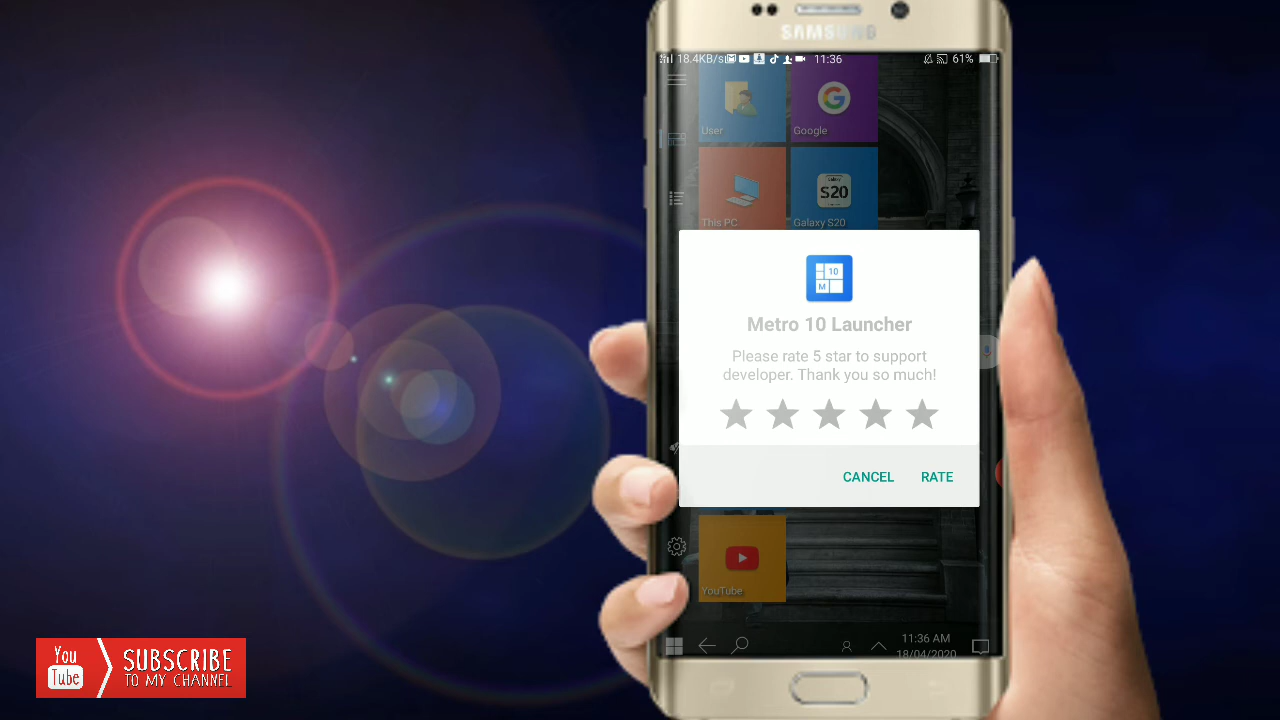 SAMSUNG
18.4KB/s
11:36
61%
User
Google
This PC
Galaxy
S20
Galaxy S20
10
M
Metro 10 Launcher
Please rate 5 star to support
developer. Thank you so much!
CANCEL
RATE
YouTube
11:36 AM
18/04/2020
You
Tube
SUBSCRIBE
TO MY CHANNEL